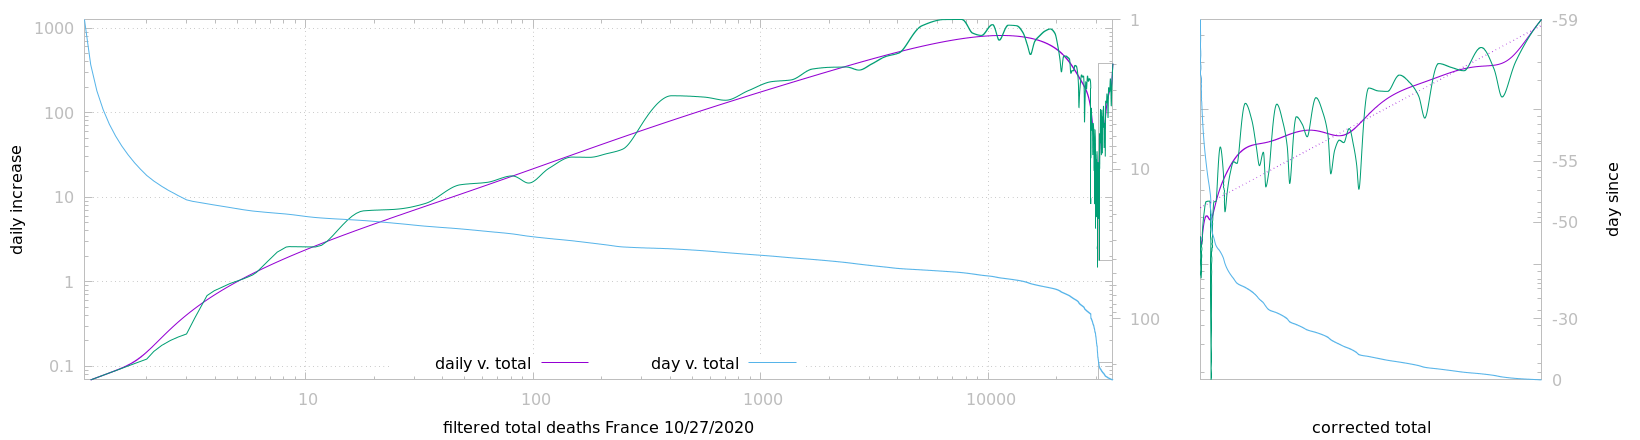 1000
100
10
1
0.1
daily increase
10
100
1000
10000
filtered total deaths France 10/27/2020
daily v. total
day v. total
1
10
100
-59
-55
-50
-30
0
day since
corrected total